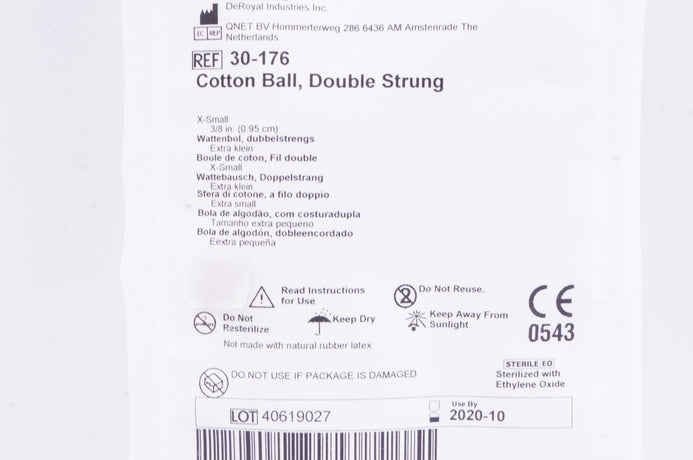 DeRoyal Industries Inc.
EC REP QNET BV Hommerterweg 286 6436 AM Amstenrade The
Netherlands
REF 30-176
Cotton Ball, Double Strung
X-Small
3/8 in. (0.95 cm)
Wattenbol, dubbelstrengs
Extra klein
Boule de coton, Fil double
X-Small
Wattebausch, Doppelstrang
Extra klein
Sfera di cotone, a filo doppio
Extra small
Bola de algodão, com costuradupla
Tamanho extra pequeno
Bola de algodón, dobleencordado
Eextra pequeña
Read Instructions
for Use
2
Do Not Reuse.
CE
0543
Do Not
Resterilize
Keep Dry
Keep Away From
Sunlight
Not made with natural rubber latex
DO NOT USE IF PACKAGE IS DAMAGED
STERILE EO
Sterilized with
Ethylene Oxide
LOT 40619027
Use By
2020-10